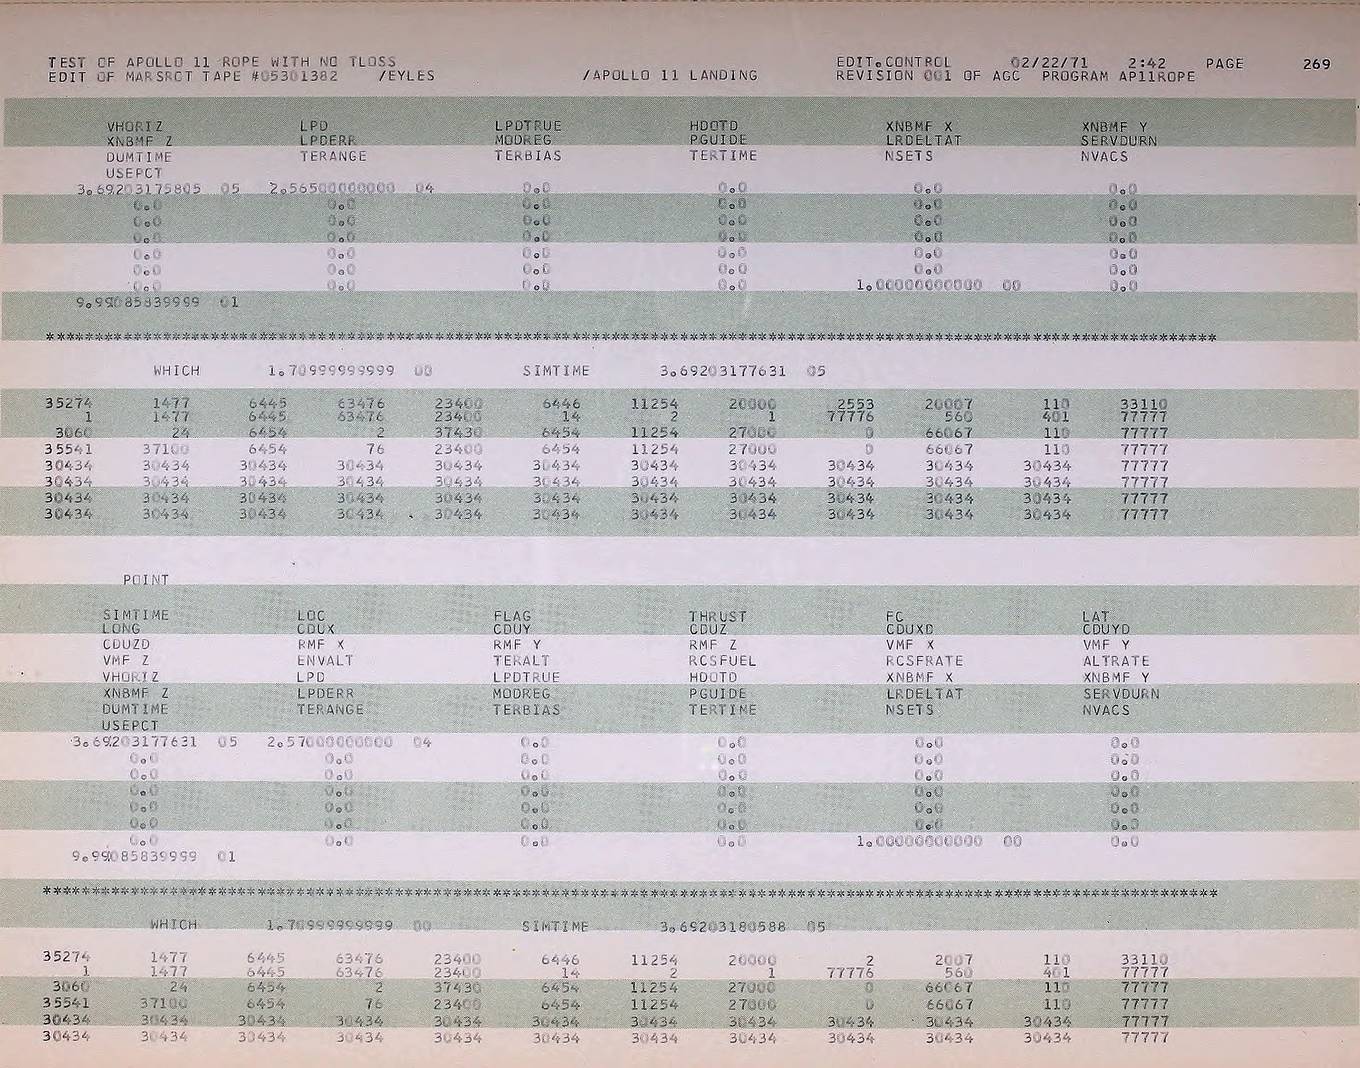 TEST OF APOLLO 11 ROPE WITH NO TLOSS EDIT.CONTROL 02/22/71 2:42 PAGE 269
EDIT OF MARSROT TAPE #05301382 /EYLES /APOLLO 11 LANDING REVISION 001 OF AGC PROGRAM AP11ROPE
VHORIZ LPD LPDTRUE HDOTD XNBMF X XNBMF Y
XNBMF Z LPDERR MODREG PGUIDE LRDELTAT SERVDURN
DUMTIME TERANGE TERBIAS TERTIME NSETS NVACS
USEPCT
3.69203175805 05 2.56500000000 04 0.0 0.0 0.0 0.0
0.0 0.0 0.0 0.0 0.0 0.0
0.0 0.0 0.0 0.0 0.0 0.0
0.0 0.0 0.0 0.0 0.0 0.0
0.0 0.0 0.0 0.0 0.0 0.0
0.0 0.0 0.0 0.0 0.0 0.0
0.0 0.0 0.0 0.0 1.00000000000 00 0.0
9.99085839999 01
************************************************************************************************************************
WHICH 1.70999999999 00 SIMTIME 3.69203177631 05
35274 1477 6445 63476 23400 6446 11254 20000 2553 20007 110 33110
1 1477 6445 63476 23400 14 2 1 77776 560 401 77777
3060 24 6454 2 37430 6454 11254 27000 0 66067 110 77777
35541 37100 6454 76 23400 6454 11254 27000 0 66067 110 77777
30434 30434 30434 30434 30434 30434 30434 30434 30434 30434 30434 77777
30434 30434 30434 30434 30434 30434 30434 30434 30434 30434 30434 77777
30434 30434 30434 30434 30434 30434 30434 30434 30434 30434 30434 77777
30434 30434 30434 30434 30434 30434 30434 30434 30434 30434 30434 77777
POINT
SIMTIME LOC FLAG THRUST FC LAT
LONG CDUX CDUY CDUZ CDUXD CDUYD
CDUZD RMF X RMF Y RMF Z VMF X VMF Y
VMF Z ENVALT TERALT RCSFUEL RCSFRATE ALTRATE
VHORIZ LPD LPDTRUE HDOTD XNBMF X XNBMF Y
XNBMF Z LPDERR MODREG PGUIDE LRDELTAT SERVDURN
DUMTIME TERANGE TERBIAS TERTIME NSETS NVACS
USEPCT
3.69203177631 05 2.57000000000 04 0.0 0.0 0.0 0.0
0.0 0.0 0.0 0.0 0.0 0.0
0.0 0.0 0.0 0.0 0.0 0.0
0.0 0.0 0.0 0.0 0.0 0.0
0.0 0.0 0.0 0.0 0.0 0.0
0.0 0.0 0.0 0.0 0.0 0.0
0.0 0.0 0.0 0.0 1.00000000000 00 0.0
9.99085839999 01
************************************************************************************************************************
WHICH 1.70999999999 00 SIMTIME 3.69203180588 05
35274 1477 6445 63476 23400 6446 11254 20000 2 2007 110 33110
1 1477 6445 63476 23400 14 2 1 77776 560 401 77777
3060 24 6454 2 37430 6454 11254 27000 0 66067 110 77777
35541 37100 6454 76 23400 6454 11254 27000 0 66067 110 77777
30434 30434 30434 30434 30434 30434 30434 30434 30434 30434 30434 77777
30434 30434 30434 30434 30434 30434 30434 30434 30434 30434 30434 77777